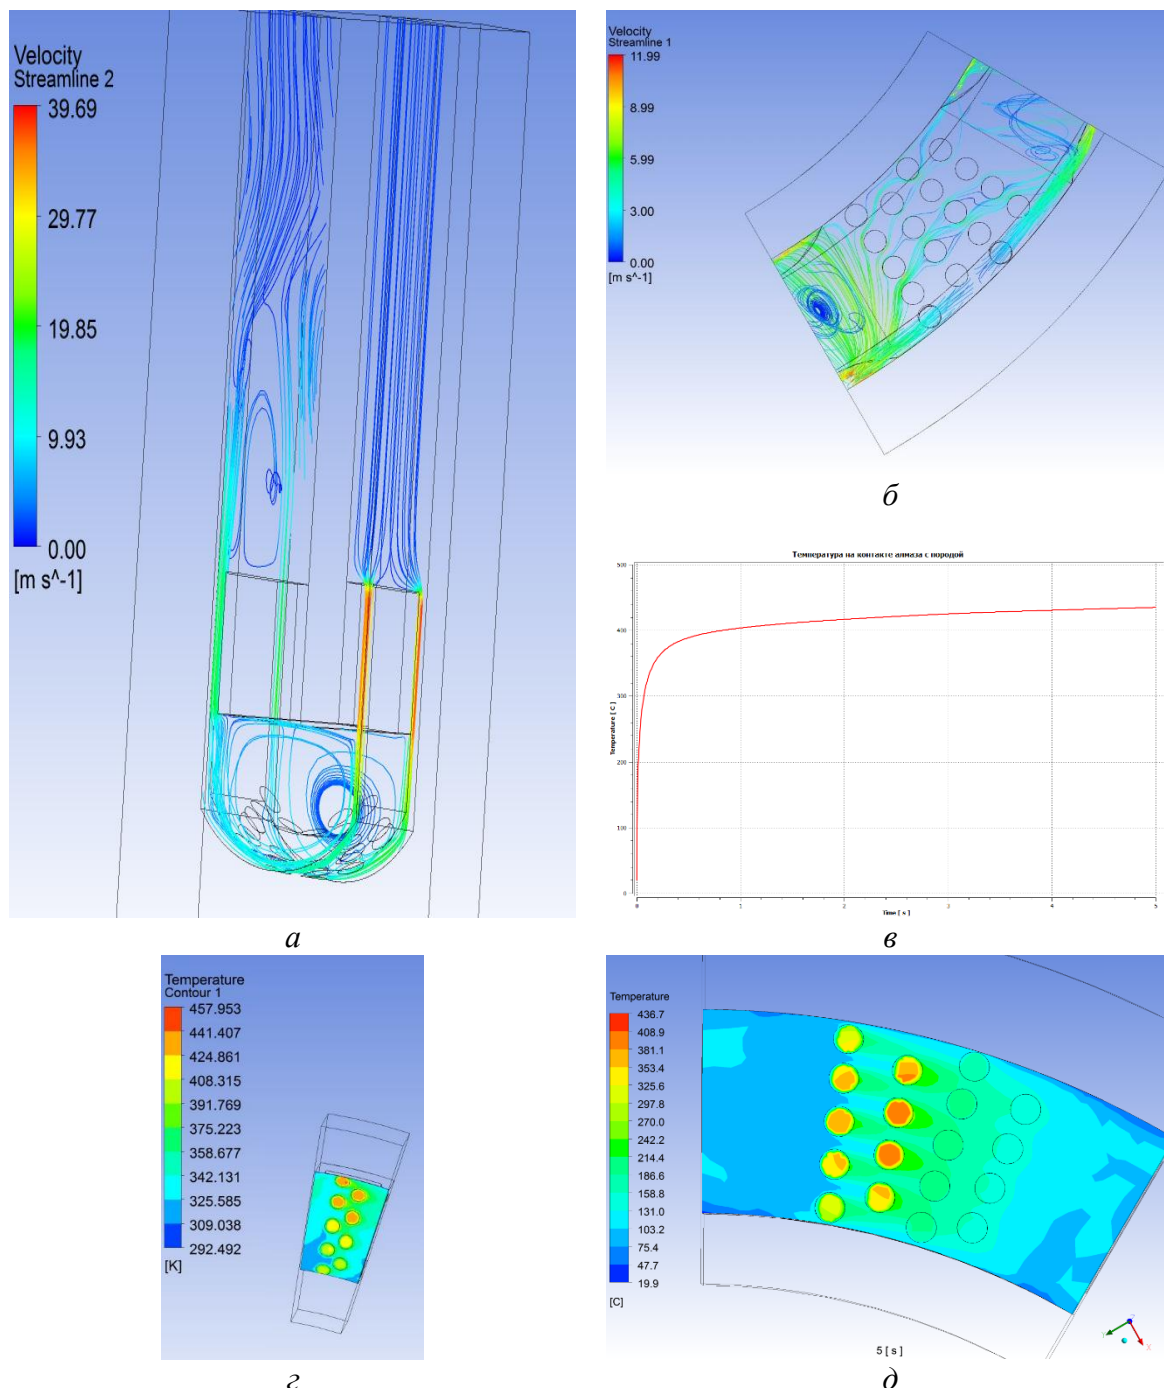 Velocity
Streamline 2
39.69
29.77
19.85
9.93
0.00
[m s^-1]
а
Velocity
Streamline 1
11.99
8.99
5.99
3.00
0.00
[m s^-1]
б
Температура на контакте алмаза с породой
500
400
300
200
100
0
Temperature [ C ]
0 1 2 3 4 5
Time [ s ]
в
Temperature
Contour 1
457.953
441.407
424.861
408.315
391.769
375.223
358.677
342.131
325.585
309.038
292.492
[K]
г
Temperature
436.7
408.9
381.1
353.4
325.6
297.8
270.0
242.2
214.4
186.6
158.8
131.0
103.2
75.4
47.7
19.9
[C]
5 [ s ]
Y
X
д